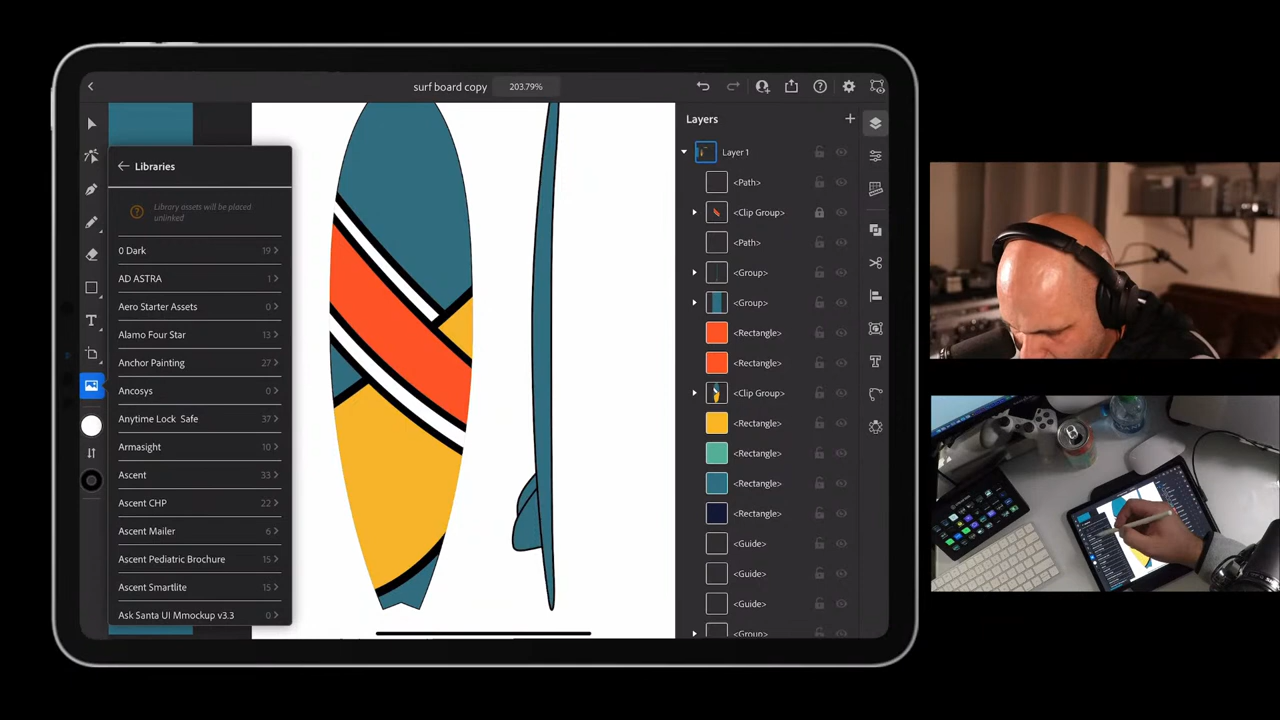 surf board copy
203.79%
Libraries
Library assets will be placed
unlinked
0 Dark 19
AD ASTRA 1
Aero Starter Assets 0
Alamo Four Star 13
Anchor Painting 27
Ancosys 0
Anytime Lock Safe 37
Armasight 10
Ascent 33
Ascent CHP 22
Ascent Mailer 6
Ascent Pediatric Brochure 15
Ascent Smartlite 15
Ask Santa UI Mmockup v3.3 0
Layers
Layer 1
<Path>
<Clip Group>
<Path>
<Group>
<Group>
<Rectangle>
<Rectangle>
<Clip Group>
<Rectangle>
<Rectangle>
<Rectangle>
<Rectangle>
<Guide>
<Guide>
<Guide>
<Group>